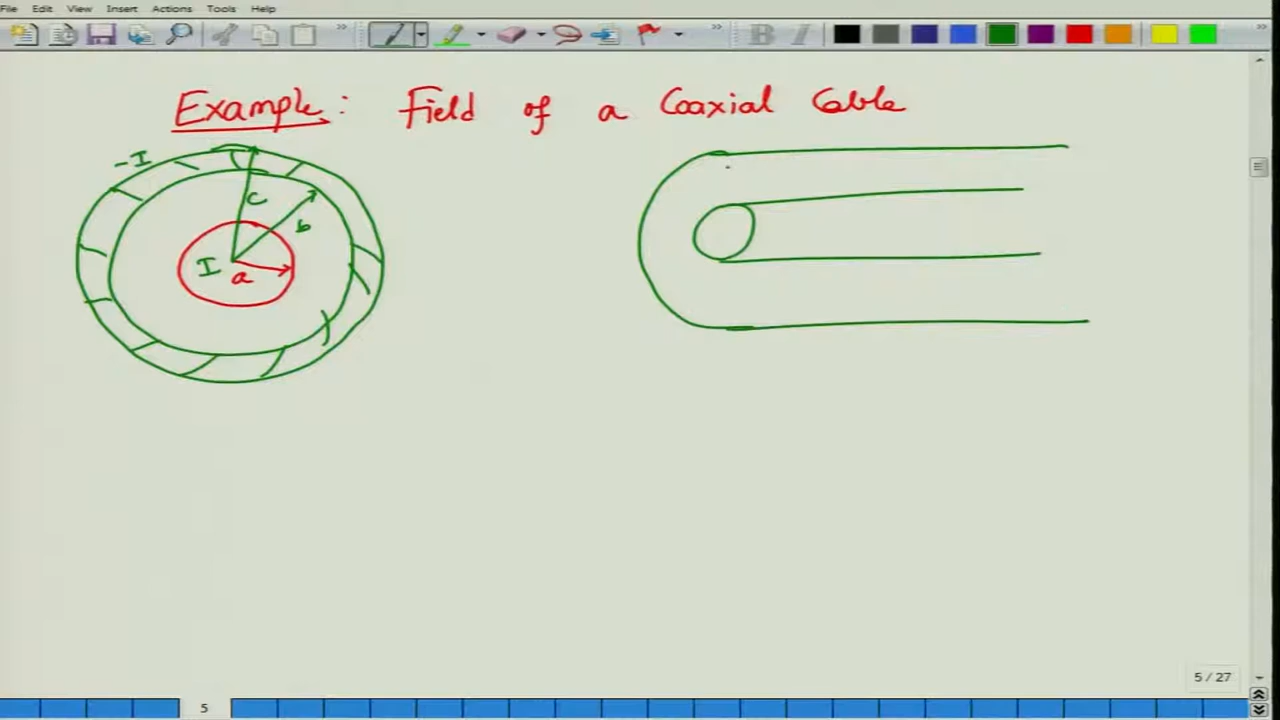 File Edit View Insert Actions Tools Help
Example: Field of a Coaxial Cable
-I
c
b
I
a
5 / 27
5